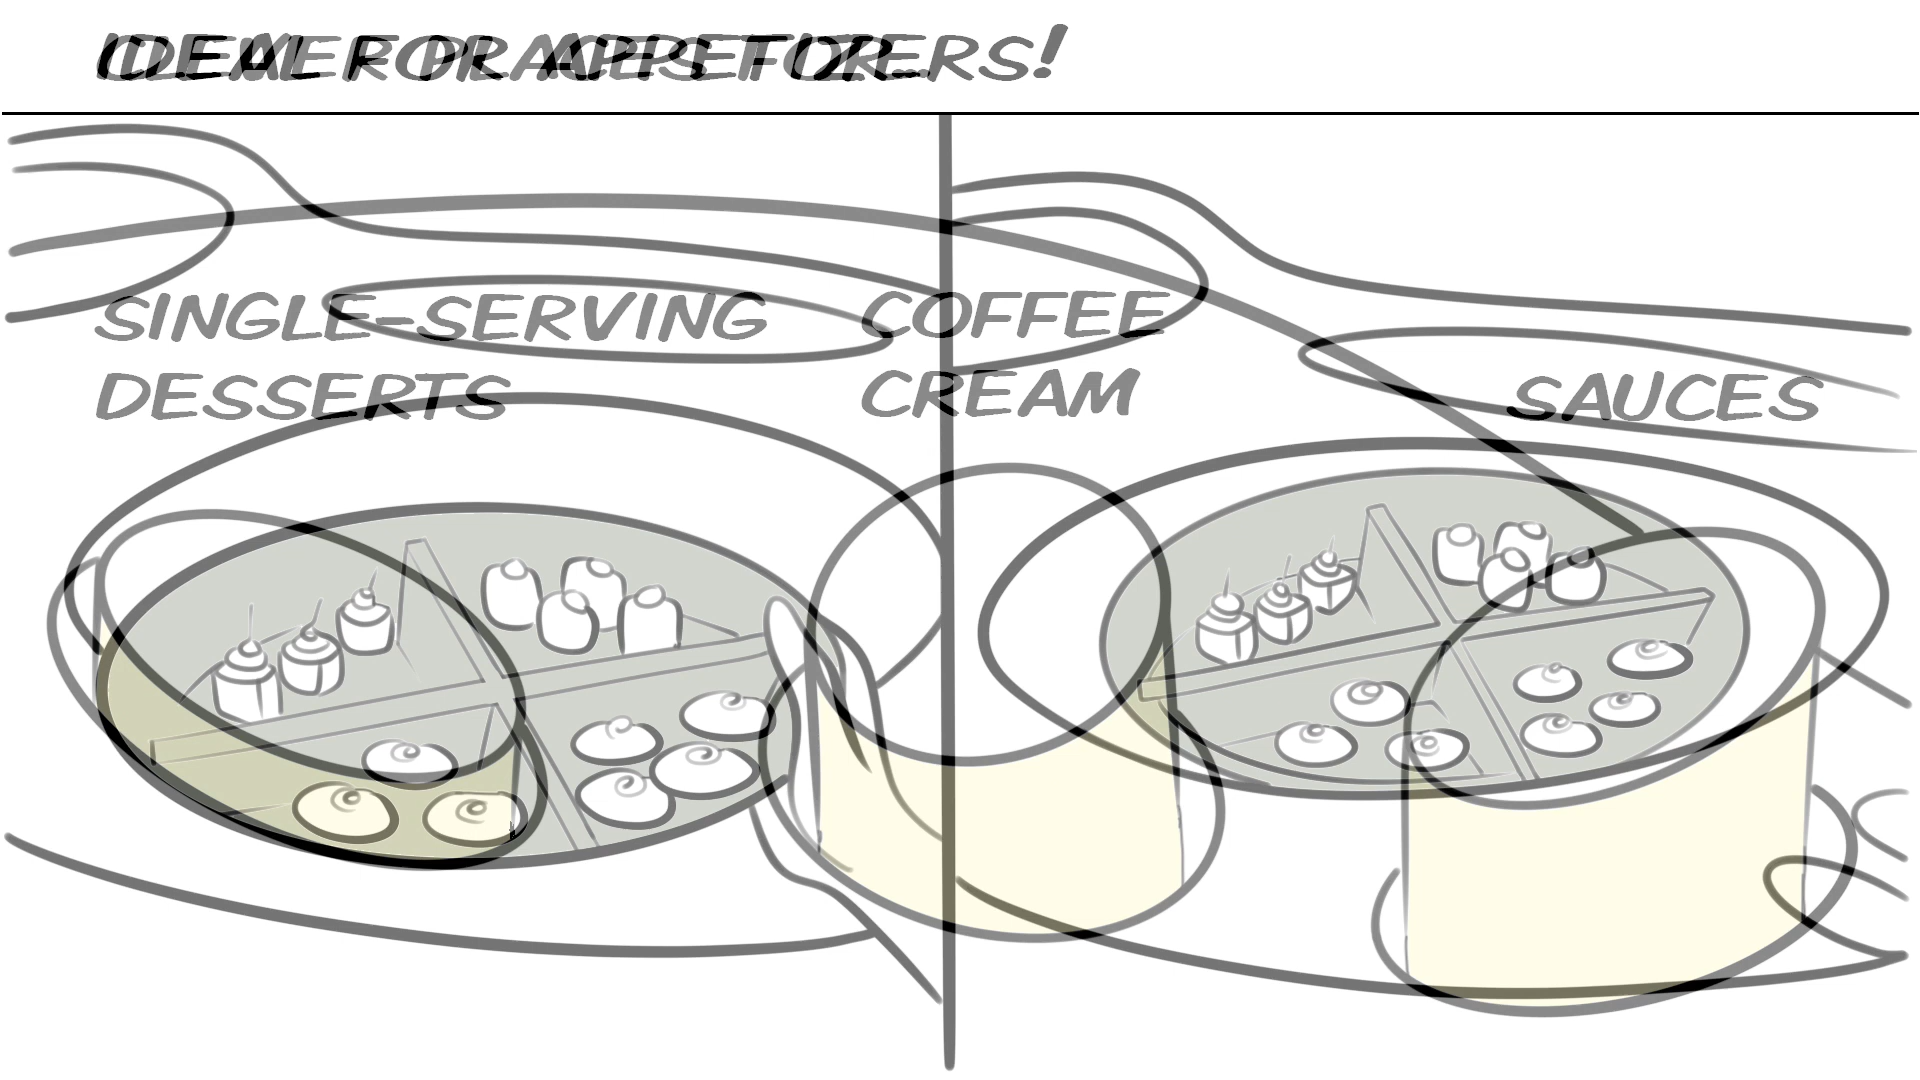 IDEAL FOR APPETIZERS!
SINGLE-SERVING DESSERTS
COFFEE CREAM
SAUCES